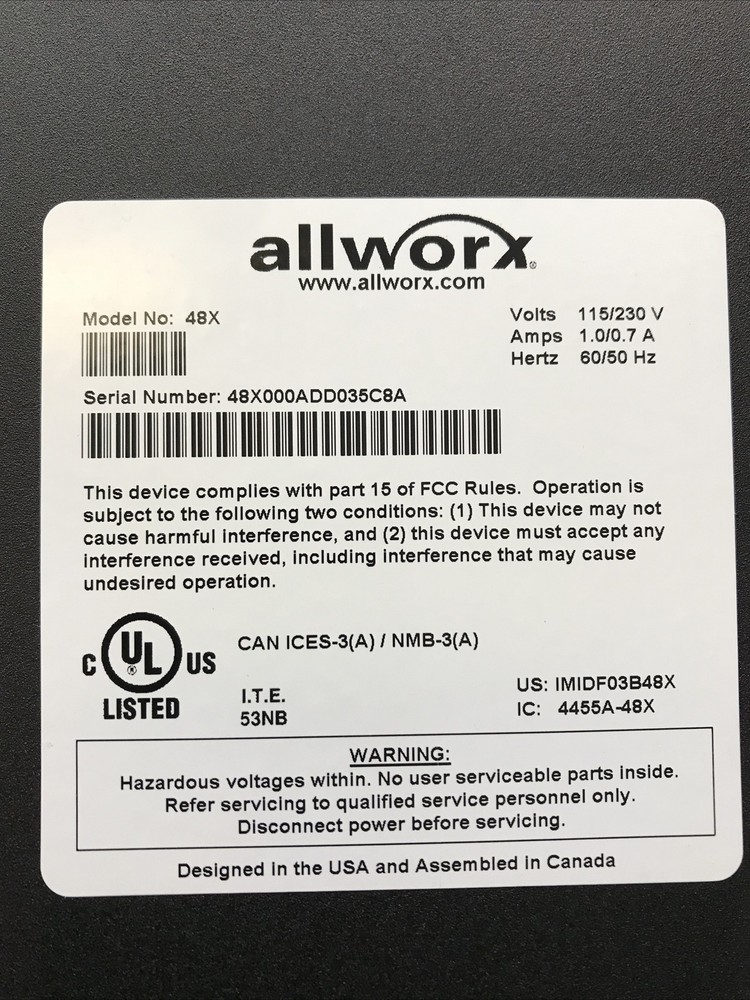 allworx®
www.allworx.com
Model No: 48X
Volts 115/230 V
Amps 1.0/0.7 A
Hertz 60/50 Hz
Serial Number: 48X000ADD035C8A
This device complies with part 15 of FCC Rules. Operation is
subject to the following two conditions: (1) This device may not
cause harmful interference, and (2) this device must accept any
interference received, including interference that may cause
undesired operation.
C UL® US
LISTED
CAN ICES-3(A) / NMB-3(A)
I.T.E.
53NB
US: IMIDF03B48X
IC: 4455A-48X
WARNING:
Hazardous voltages within. No user serviceable parts inside.
Refer servicing to qualified service personnel only.
Disconnect power before servicing.
Designed in the USA and Assembled in Canada